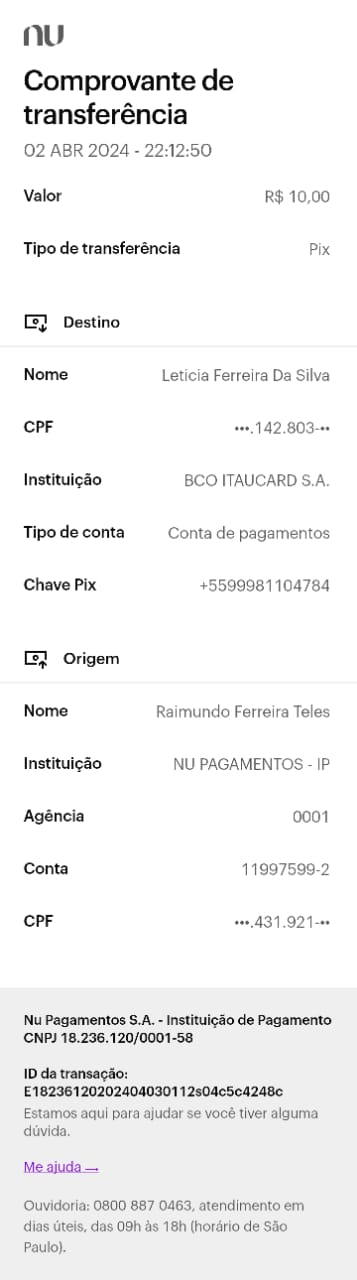 nu
Comprovante de
transferência
02 ABR 2024 - 22:12:50
Valor R$ 10,00
Tipo de transferência Pix
Destino
Nome Leticia Ferreira Da Silva
CPF •••.142.803-••
Instituição BCO ITAUCARD S.A.
Tipo de conta Conta de pagamentos
Chave Pix +5599981104784
Origem
Nome Raimundo Ferreira Teles
Instituição NU PAGAMENTOS - IP
Agência 0001
Conta 11997599-2
CPF •••.431.921-••
Nu Pagamentos S.A. - Instituição de Pagamento
CNPJ 18.236.120/0001-58
ID da transação:
E18236120202404030112s04c5c4248c
Estamos aqui para ajudar se você tiver alguma
dúvida.
Me ajuda →
Ouvidoria: 0800 887 0463, atendimento em
dias úteis, das 09h às 18h (horário de São
Paulo).